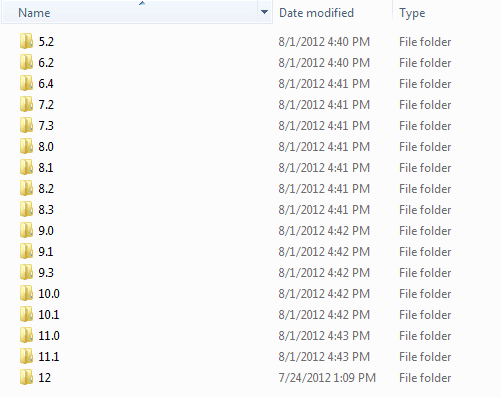 Name Date modified Type
5.2 8/1/2012 4:40 PM File folder
6.2 8/1/2012 4:40 PM File folder
6.4 8/1/2012 4:41 PM File folder
7.2 8/1/2012 4:41 PM File folder
7.3 8/1/2012 4:41 PM File folder
8.0 8/1/2012 4:41 PM File folder
8.1 8/1/2012 4:41 PM File folder
8.2 8/1/2012 4:41 PM File folder
8.3 8/1/2012 4:41 PM File folder
9.0 8/1/2012 4:42 PM File folder
9.1 8/1/2012 4:42 PM File folder
9.3 8/1/2012 4:42 PM File folder
10.0 8/1/2012 4:42 PM File folder
10.1 8/1/2012 4:42 PM File folder
11.0 8/1/2012 4:43 PM File folder
11.1 8/1/2012 4:43 PM File folder
12 7/24/2012 1:09 PM File folder